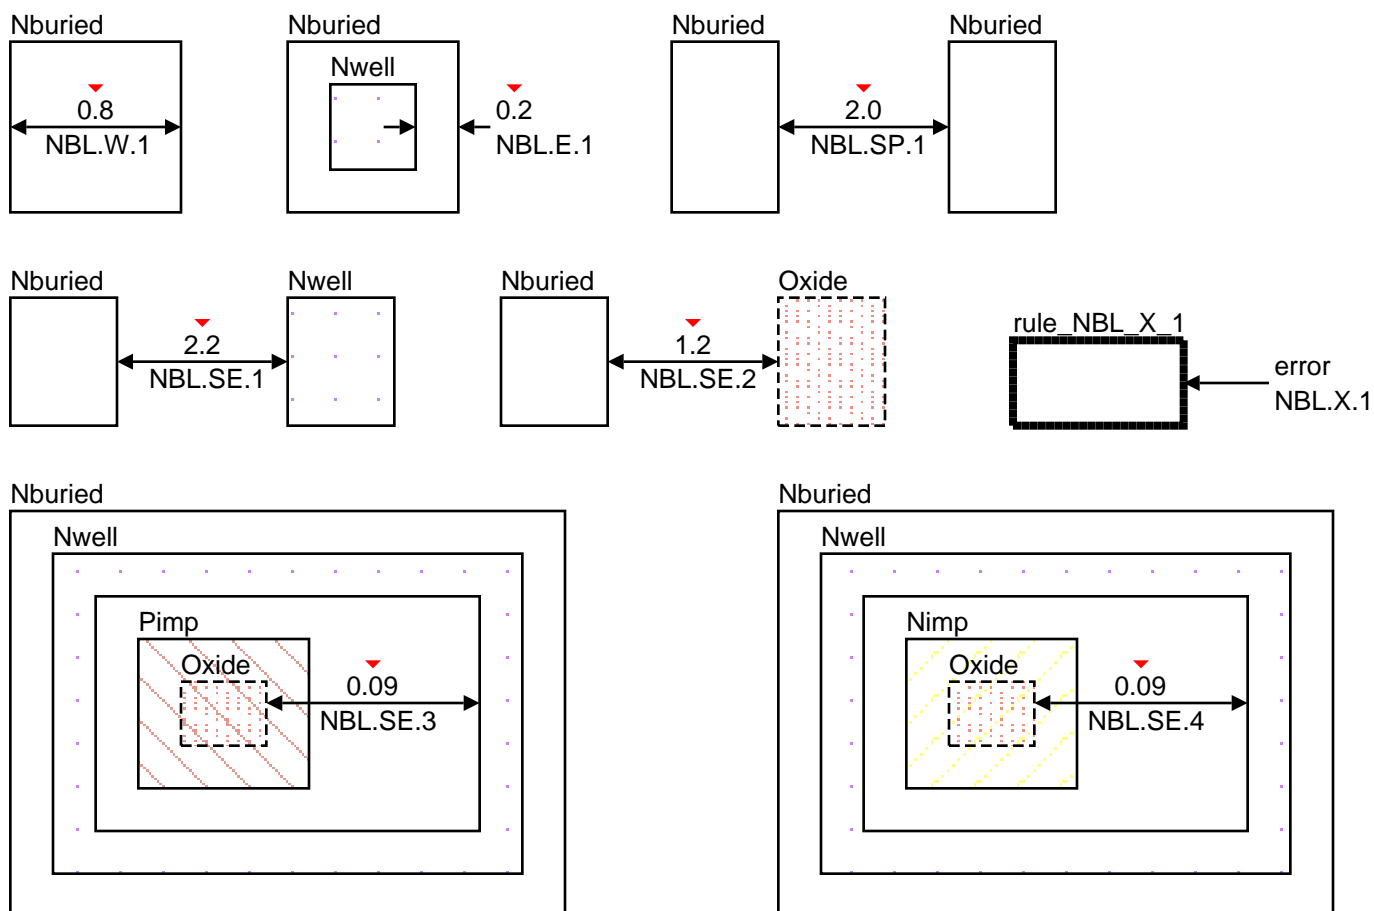 Nburied
0.8
NBL.W.1
Nburied
Nwell
0.2
NBL.E.1
Nburied
Nburied
2.0
NBL.SP.1
Nburied
Nwell
2.2
NBL.SE.1
Nburied
Oxide
1.2
NBL.SE.2
rule_NBL_X_1
error
NBL.X.1
Nburied
Nwell
Pimp
Oxide
0.09
NBL.SE.3
Nburied
Nwell
Nimp
Oxide
0.09
NBL.SE.4